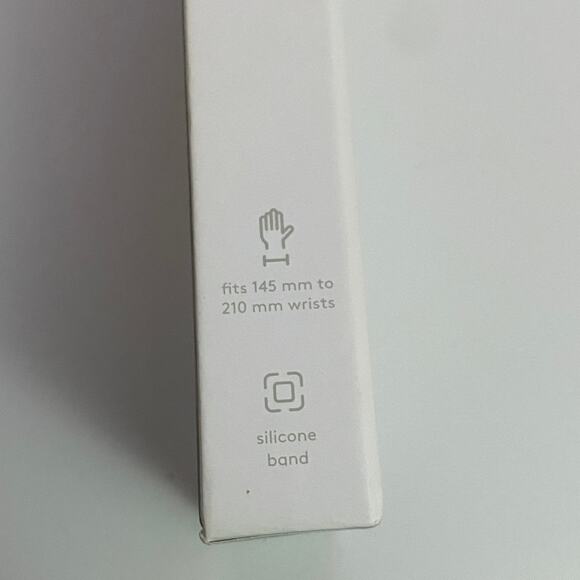 fits 145 mm to
210 mm wrists
silicone
band